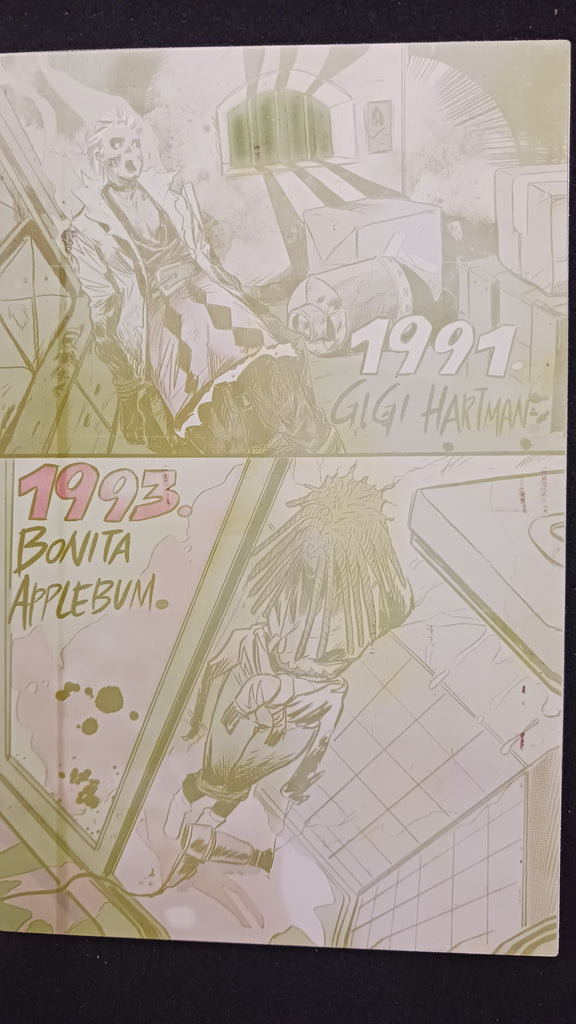 1991.
GIGI HARTMAN.
1993.
BONITA
APPLEBUM.